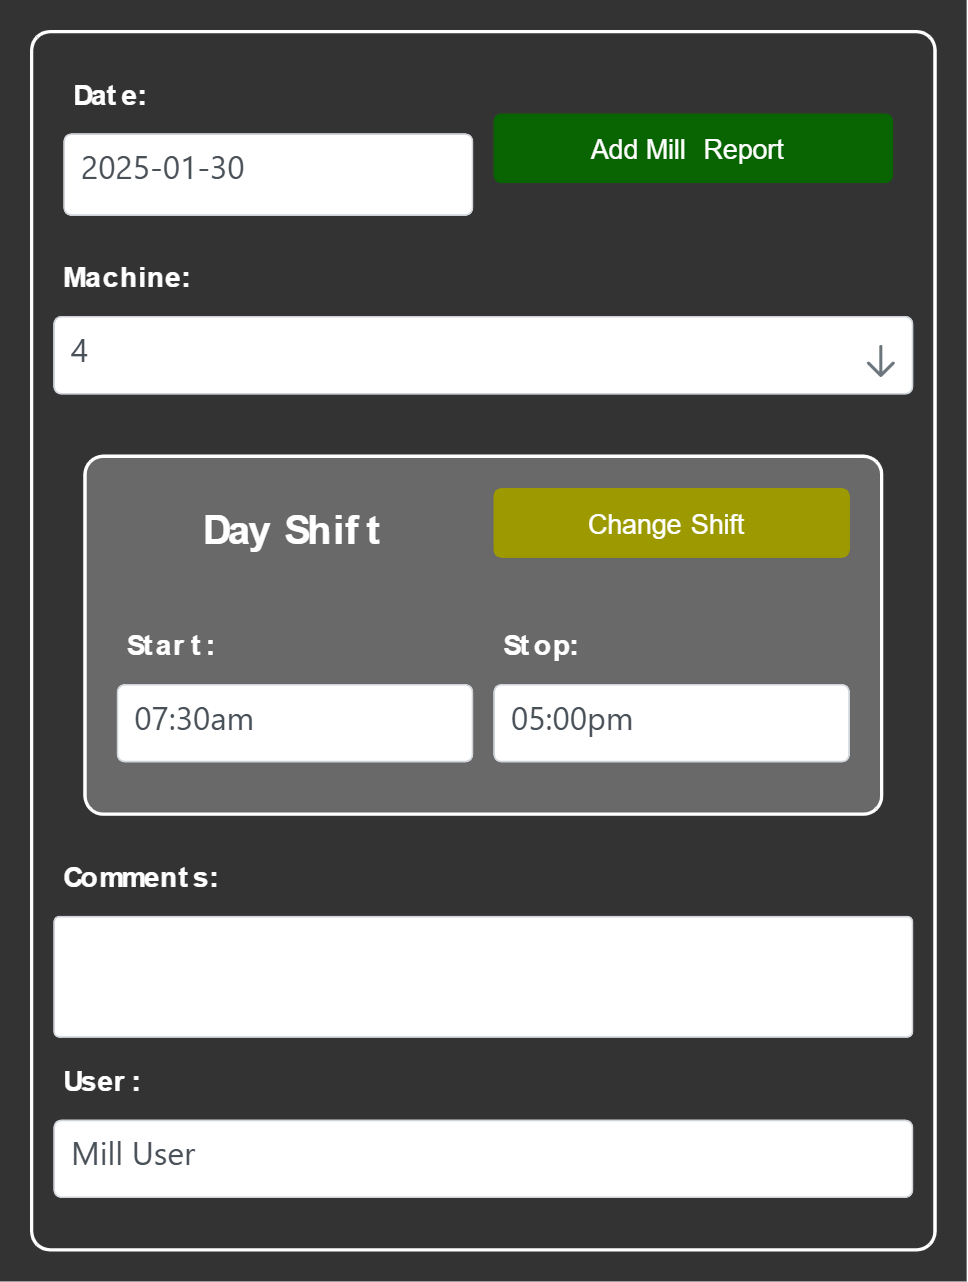 Date:
2025-01-30
Add Mill Report
Machine:
4
Day Shift
Change Shift
Start:
Stop:
07:30am
05:00pm
Comments:
User:
Mill User